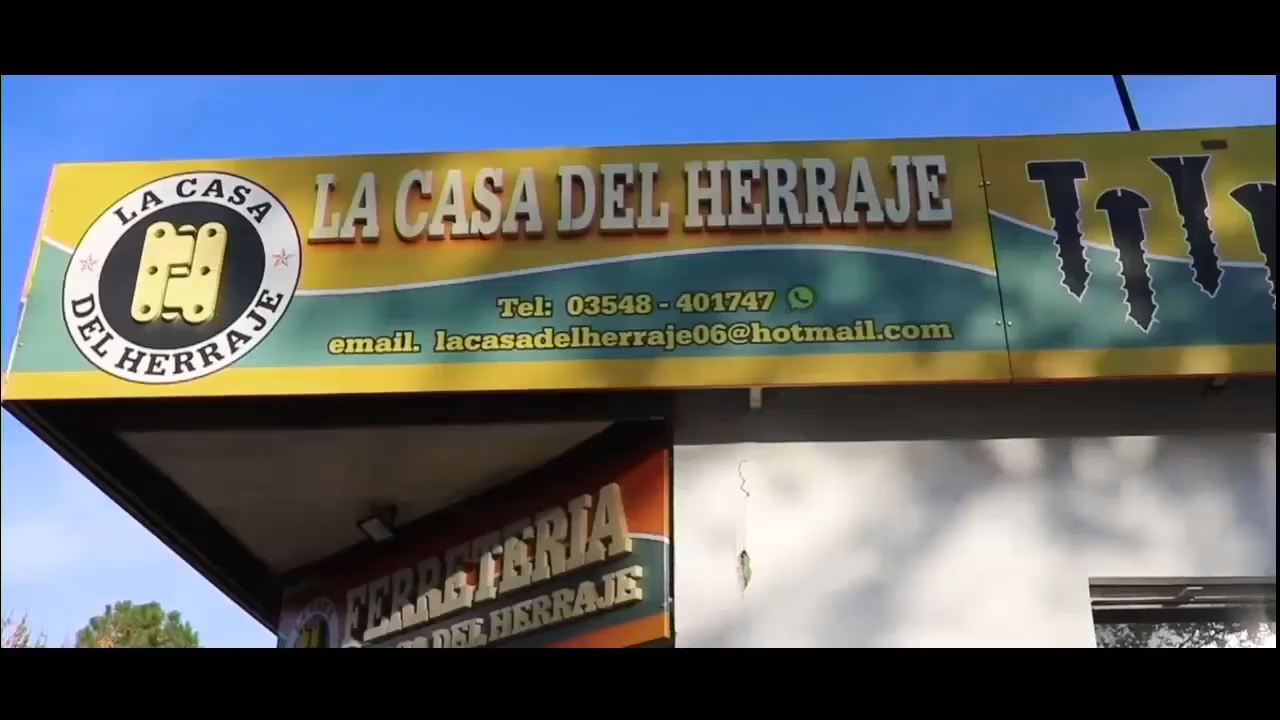 LA CASA
DEL HERRAJE
LA CASA DEL HERRAJE
Tel: 03548 - 401747
email. lacasadelherraje06@hotmail.com
FERRETERIA
DEL HERRAJE